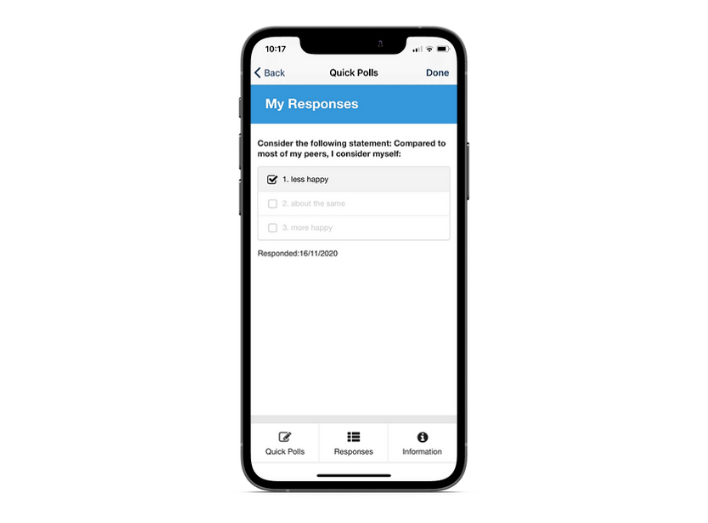 10:17
Back Quick Polls Done
My Responses
Consider the following statement: Compared to
most of my peers, I consider myself:
1. less happy
2. about the same
3. more happy
Responded:16/11/2020
Quick Polls Responses Information